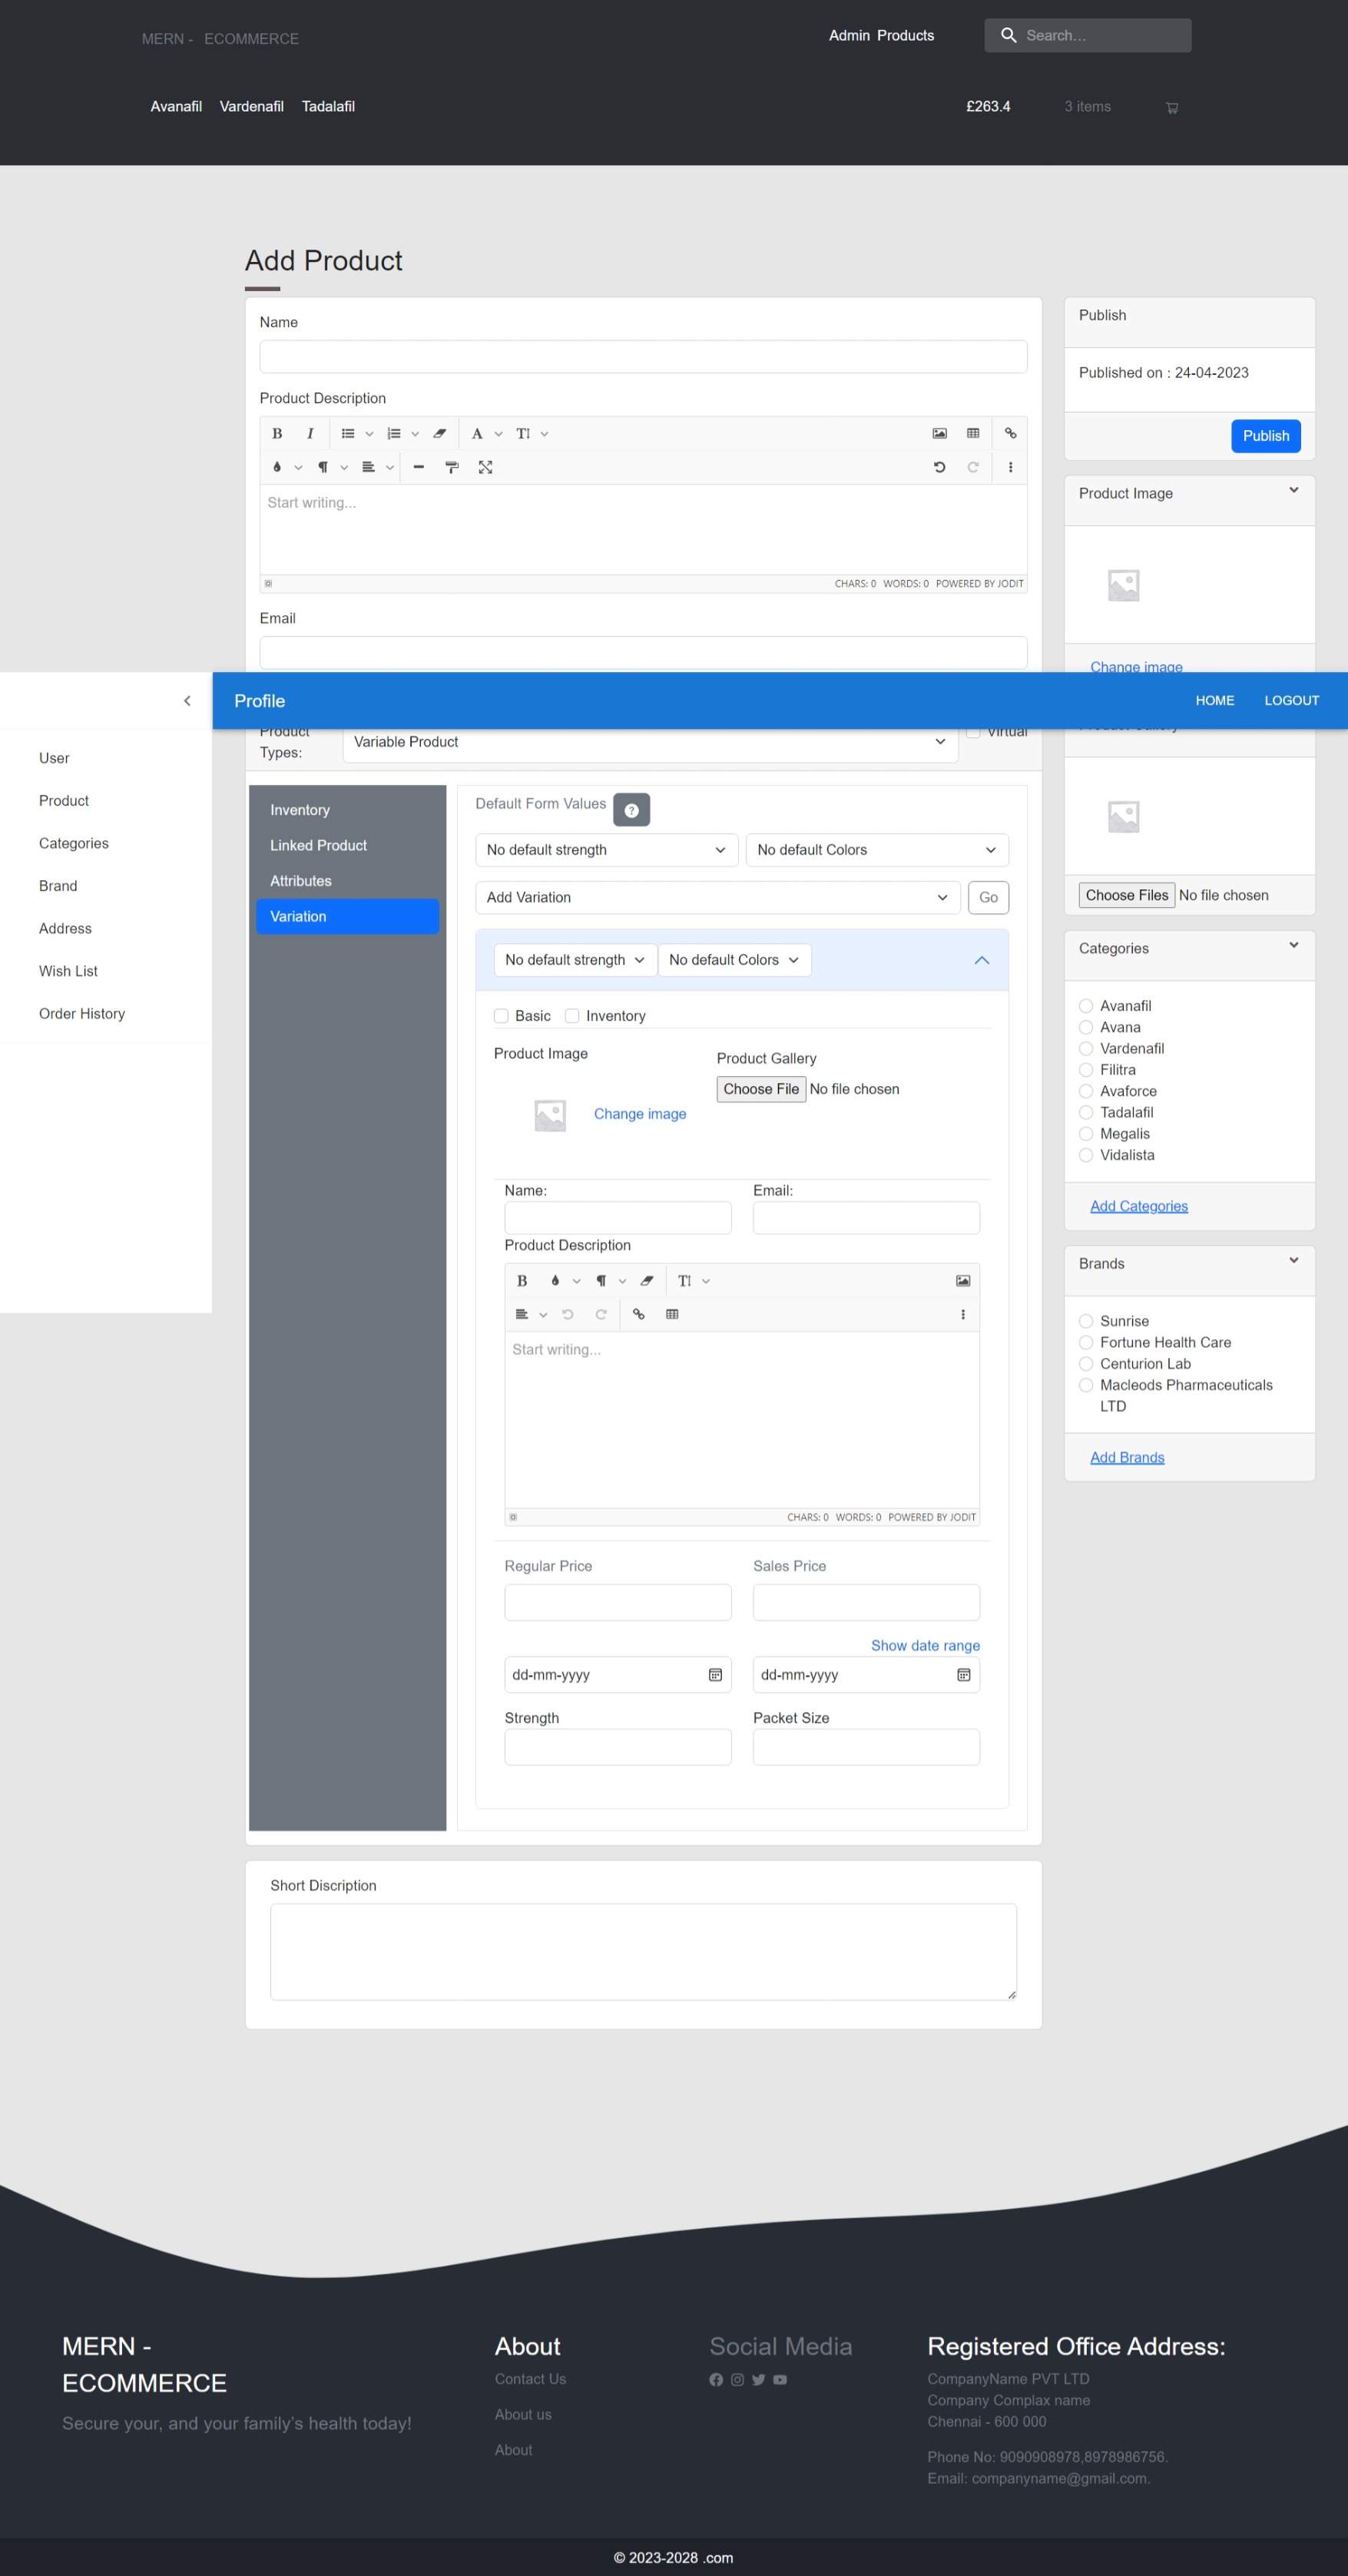 MERN - ECOMMERCE
Admin Products
Search...
Avanafil Vardenafil Tadalafil
£263.4
3 items
Add Product
Name
Product Description
Start writing...
CHARS: 0 WORDS: 0 POWERED BY JODIT
Email
Publish
Published on : 24-04-2023
Publish
Product Image
Change image
Profile
HOME LOGOUT
User
Product
Categories
Brand
Address
Wish List
Order History
Product
Types:
Variable Product
Virtual
Inventory
Linked Product
Attributes
Variation
Default Form Values
No default strength
No default Colors
Add Variation
Go
No default strength
No default Colors
Basic
Inventory
Product Image
Change image
Product Gallery
Choose File No file chosen
Name:
Email:
Product Description
Start writing...
CHARS: 0 WORDS: 0 POWERED BY JODIT
Regular Price
Sales Price
Show date range
dd-mm-yyyy
dd-mm-yyyy
Strength
Packet Size
Product Gallery
Choose Files No file chosen
Categories
Avanafil
Avana
Vardenafil
Filitra
Avaforce
Tadalafil
Megalis
Vidalista
Add Categories
Brands
Sunrise
Fortune Health Care
Centurion Lab
Macleods Pharmaceuticals
LTD
Add Brands
Short Discription
MERN -
ECOMMERCE
Secure your, and your family's health today!
About
Contact Us
About us
About
Social Media
Registered Office Address:
CompanyName PVT LTD
Company Complax name
Chennai - 600 000
Phone No: 9090908978,8978986756.
Email: companyname@gmail.com.
© 2023-2028 .com